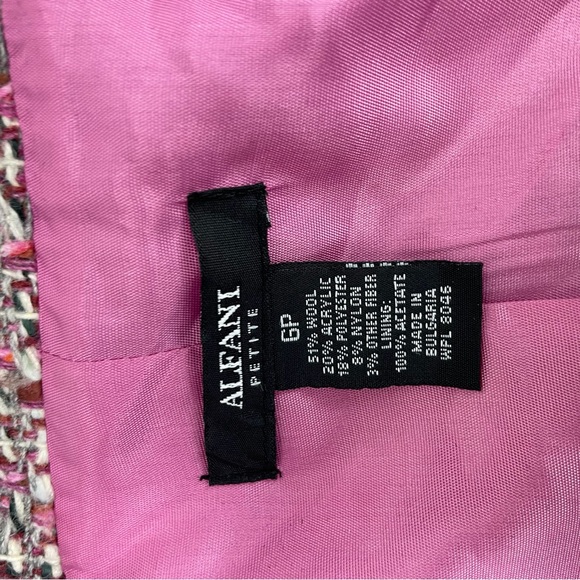 ALFANI
PETITE
6P
51% WOOL
20% ACRYLIC
18% POLYESTER
8% NYLON
3% OTHER FIBER
LINING:
100% ACETATE
MADE IN
BULGARIA
WPL 8046